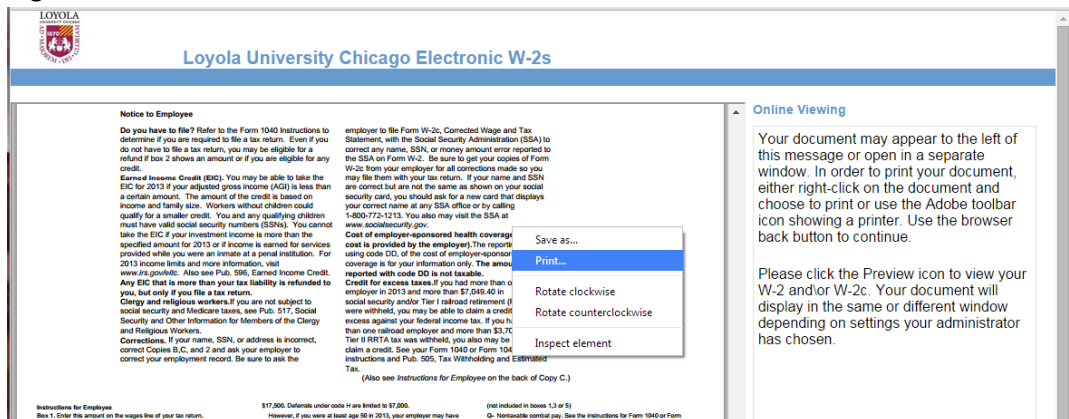 LOYOLA
UNIVERSITY CHICAGO
1870
AD • MAJOREM • DEI • GLORIAM
Loyola University Chicago Electronic W-2s
Notice to Employee
Do you have to file? Refer to the Form 1040 Instructions to
determine if you are required to file a tax return. Even if you
do not have to file a tax return, you may be eligible for a
refund if box 2 shows an amount or if you are eligible for any
credit.
Earned Income Credit (EIC). You may be able to take the
EIC for 2013 if your adjusted gross income (AGI) is less than
a certain amount. The amount of the credit is based on
income and family size. Workers without children could
qualify for a smaller credit. You and any qualifying children
must have valid social security numbers (SSNs). You cannot
take the EIC if your investment income is more than the
specified amount for 2013 or if income is earned for services
provided while you were an inmate at a penal institution. For
2013 income limits and more information, visit
www.irs.gov/eitc. Also see Pub. 596, Earned Income Credit.
Any EIC that is more than your tax liability is refunded to
you, but only if you file a tax return.
Clergy and religious workers.If you are not subject to
social security and Medicare taxes, see Pub. 517, Social
Security and Other Information for Members of the Clergy
and Religious Workers.
Corrections. If your name, SSN, or address is incorrect,
correct Copies B,C, and 2 and ask your employer to
correct your employment record. Be sure to ask the
employer to file Form W-2c, Corrected Wage and Tax
Statement, with the Social Security Administration (SSA) to
correct any name, SSN, or money amount error reported to
the SSA on Form W-2. Be sure to get your copies of Form
W-2c from your employer for all corrections made so you
may file them with your tax return. If your name and SSN
are correct but are not the same as shown on your social
security card, you should ask for a new card that displays
your correct name at any SSA office or by calling
1-800-772-1213. You also may visit the SSA at
www.socialsecurity.gov.
Cost of employer-sponsored health coverage
cost is provided by the employer).The reporti
using code DD, of the cost of employer-sponsor
coverage is for your information only. The amou
reported with code DD is not taxable.
Credit for excess taxes.If you had more than o
employer in 2013 and more than $7,049.40 in
social security and/or Tier I railroad retirement (
were withheld, you may be able to claim a credit
excess against your federal income tax. If you h
than one railroad employer and more than $3,70
Tier II RRTA tax was withheld, you also may be
claim a credit. See your Form 1040 or Form 104
instructions and Pub. 505, Tax Withholding and Estimated
Tax.
(Also see Instructions for Employee on the back of Copy C.)
Save as...
Print...
Rotate clockwise
Rotate counterclockwise
Inspect element
Instructions for Employee
Box 1. Enter this amount on the wages line of your tax return.
$17,500. Deferrals under code H are limited to $7,000.
However, if you were at least age 50 in 2013, your employer may have
(not included in boxes 1,3 or 5)
Q- Nontaxable combat pay. See the instructions for Form 1040 or Form
Online Viewing
Your document may appear to the left of
this message or open in a separate
window. In order to print your document,
either right-click on the document and
choose to print or use the Adobe toolbar
icon showing a printer. Use the browser
back button to continue.
Please click the Preview icon to view your
W-2 and\or W-2c. Your document will
display in the same or different window
depending on settings your administrator
has chosen.